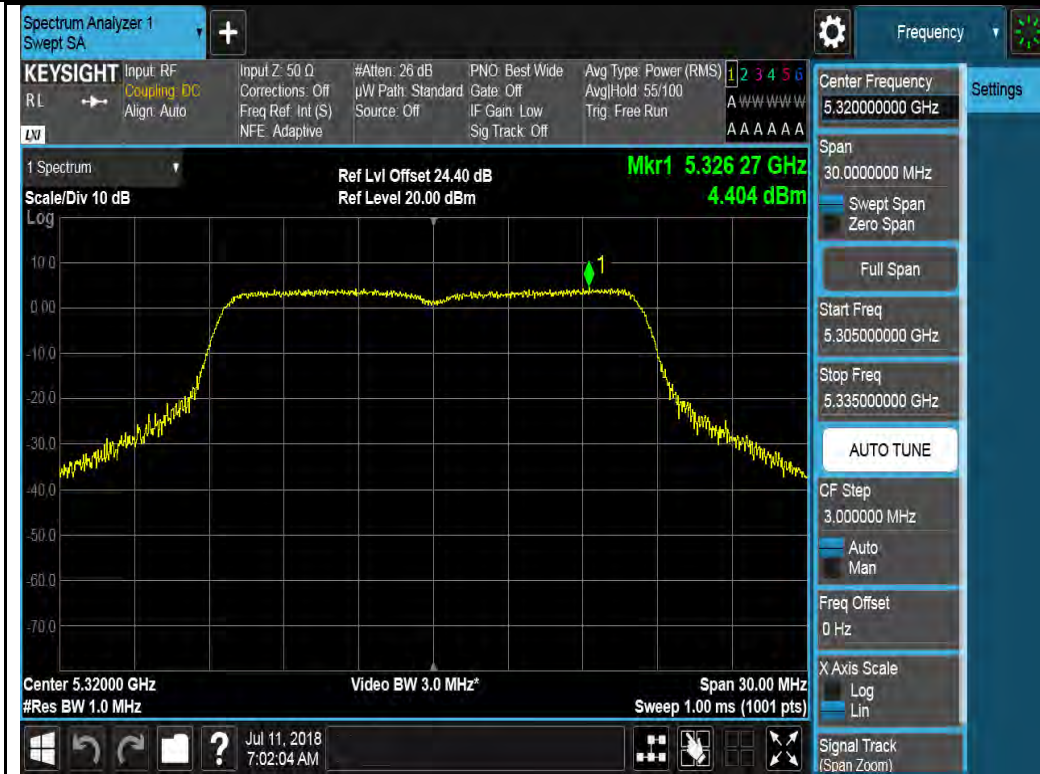 Spectrum Analyzer 1
Swept SA
+
Frequency
KEYSIGHT
RL
LXI
Input: RF
Coupling: DC
Align: Auto
Input Z: 50 Ω
Corrections: Off
Freq Ref: Int (S)
NFE: Adaptive
#Atten: 26 dB
µW Path: Standard
Source: Off
PNO: Best Wide
Gate: Off
IF Gain: Low
Sig Track: Off
Avg Type: Power (RMS)
Avg|Hold: 55/100
Trig: Free Run
1 2 3 4 5 6
A W W W W W
A A A A A A
1 Spectrum
Scale/Div 10 dB
Ref Lvl Offset 24.40 dB
Ref Level 20.00 dBm
Mkr1 5.326 27 GHz
4.404 dBm
Log
10.0
0.00
-10.0
-20.0
-30.0
-40.0
-50.0
-60.0
-70.0
1
Center 5.32000 GHz
#Res BW 1.0 MHz
Video BW 3.0 MHz*
Span 30.00 MHz
Sweep 1.00 ms (1001 pts)
?
Jul 11, 2018
7:02:04 AM
Center Frequency
5.320000000 GHz
Settings
Span
30.0000000 MHz
Swept Span
Zero Span
Full Span
Start Freq
5.305000000 GHz
Stop Freq
5.335000000 GHz
AUTO TUNE
CF Step
3.000000 MHz
Auto
Man
Freq Offset
0 Hz
X Axis Scale
Log
Lin
Signal Track
(Span Zoom)